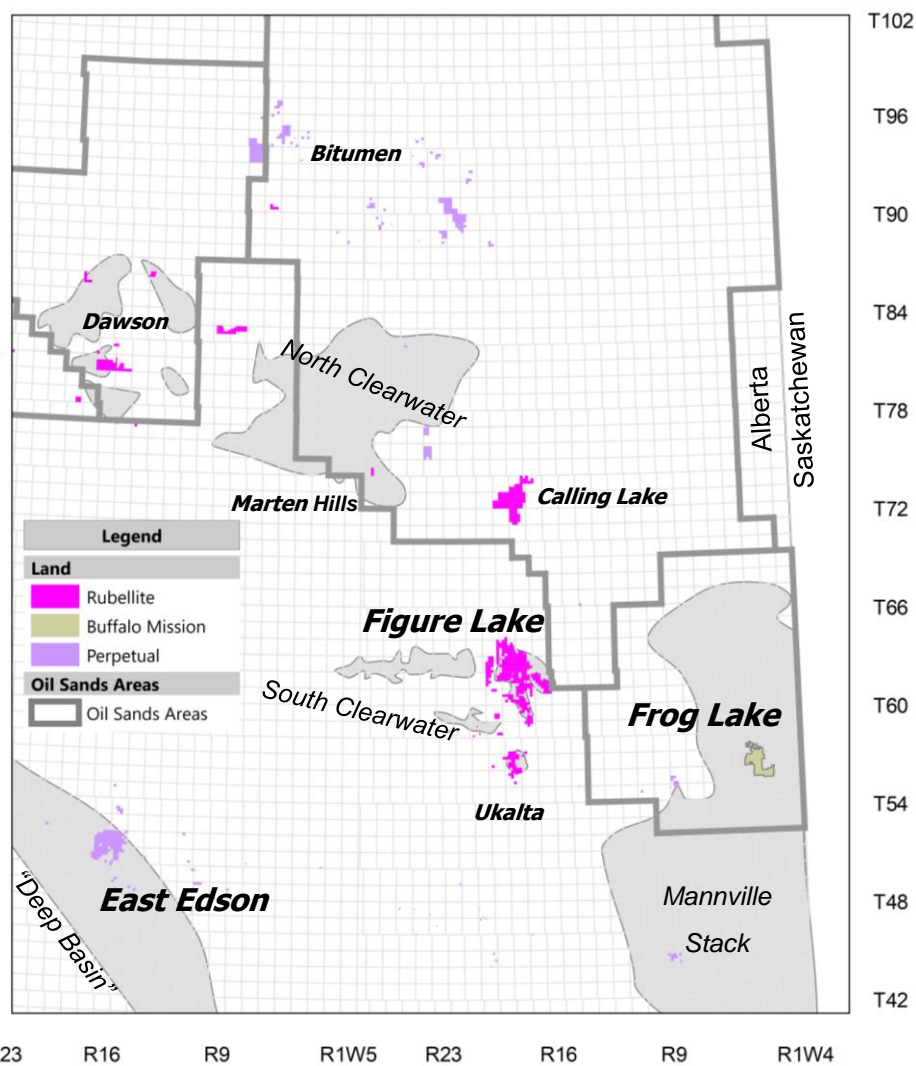 T102
T96
Bitumen
T90
T84
Dawson
North Clearwater
Alberta
Saskatchewan
T78
Marten Hills
Calling Lake
T72
Legend
Land
Rubellite
Buffalo Mission
Perpetual
Oil Sands Areas
Oil Sands Areas
T66
Figure Lake
South Clearwater
T60
Frog Lake
T54
Ukalta
East Edson
"Deep Basin"
Mannville
Stack
T48
T42
23
R16
R9
R1W5
R23
R16
R9
R1W4